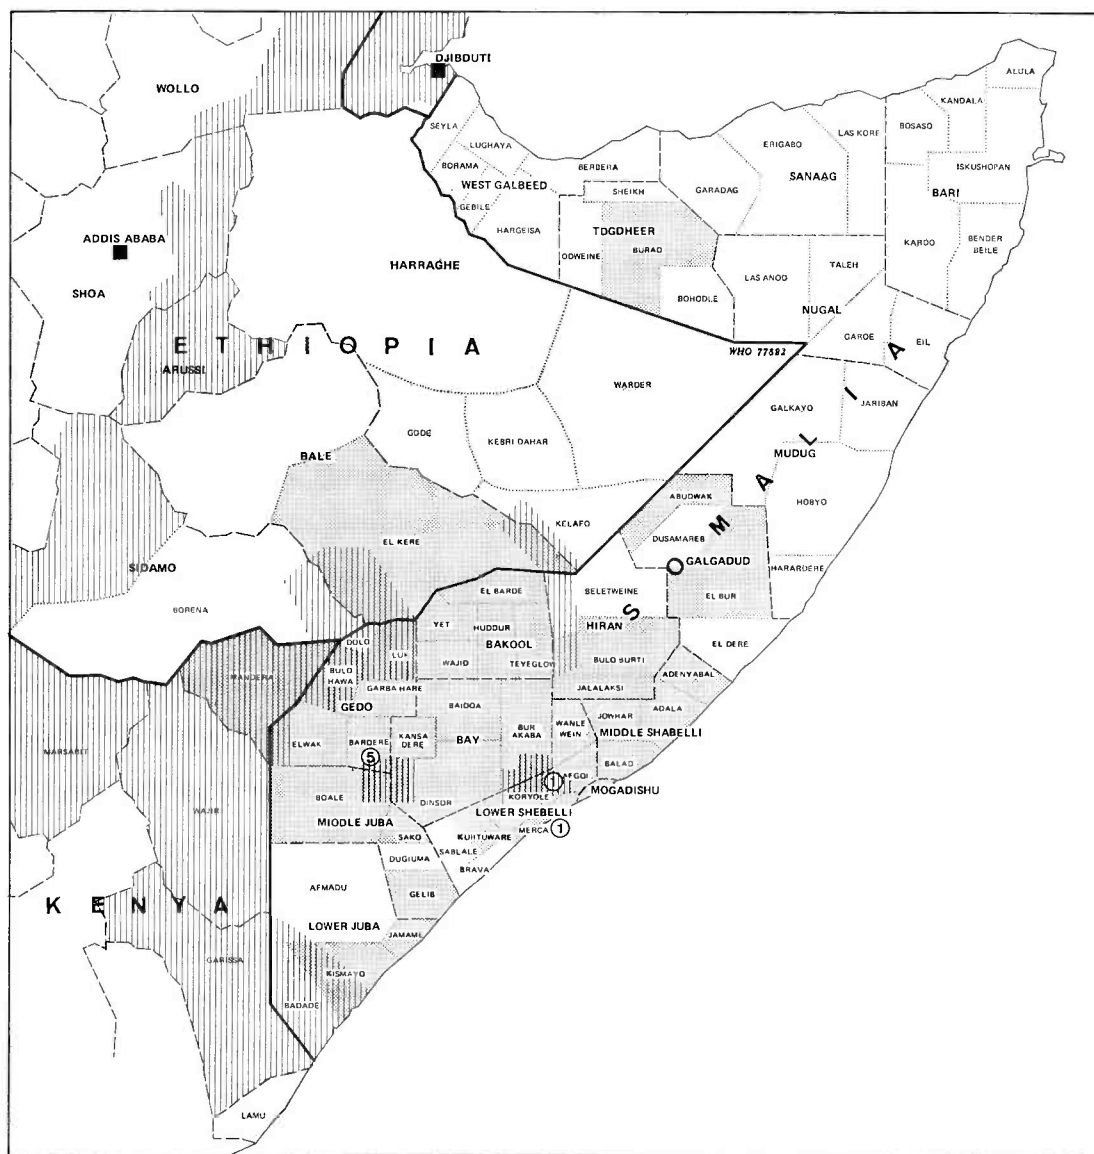 DJIBDUTI
WOLLO
ALULA
KANDALA
BOSASO
LAS KORE
SEYLA
LUGHAYA
ERIGABO
BORAMA
BERBERA
ISKUSHOPAN
SANAAG
WEST GALBEED
SHEIKH
GARADAG
BARI
GEBILE
HARGEISA
TDGDHEER
ADDIS ABABA
ODWEINE
BURAD
KARDO
BENDER
BEILE
HARRAGHE
TALEH
LAS ANOD
SHOA
BOHODLE
NUGAL
GAROE
EIL
ETHIOPIA
WHO 77892
ARUSSI
WARDER
GALKAYO
JARIBAN
GODE
KEBRI DAHAR
BALE
MUDUG
ABUDWAK
HOBYO
KELAFO
EL KERE
DUSAMAREB
GALGADUD
HARARDERE
SIDAMO
EL BARDE
BELETWEINE
EL BUR
SOMALIA
BORENA
YET
HUDDUR
HIRAN
DOLO
BAKOOL
EL DERE
LUK
WAJID
TEYEGLOW
BULO BURTI
BULO
HAWA
MANDERA
GARBA HARE
JALALAKSI
ADENYABAL
GEDO
BAIDOA
ADALA
JOWHAR
BUR
AKABA
WANLE
WEIN
MIDDLE SHABELLI
ELWAK
BARDERE
KANSA
DERE
BAY
MARSABIT
5
BALAD
AFGOI
1
MOGADISHU
BOALE
DINSOR
KORYOLE
WAJIR
LOWER SHEBELLI
MIODLE JUBA
MERCA
1
SAKO
KURTUWARE
SABLALE
DUGIUMA
BRAVA
AFMADU
GELIB
KENYA
LOWER JUBA
JAMAME
GARISSA
KISMAYO
BADADE
LAMU